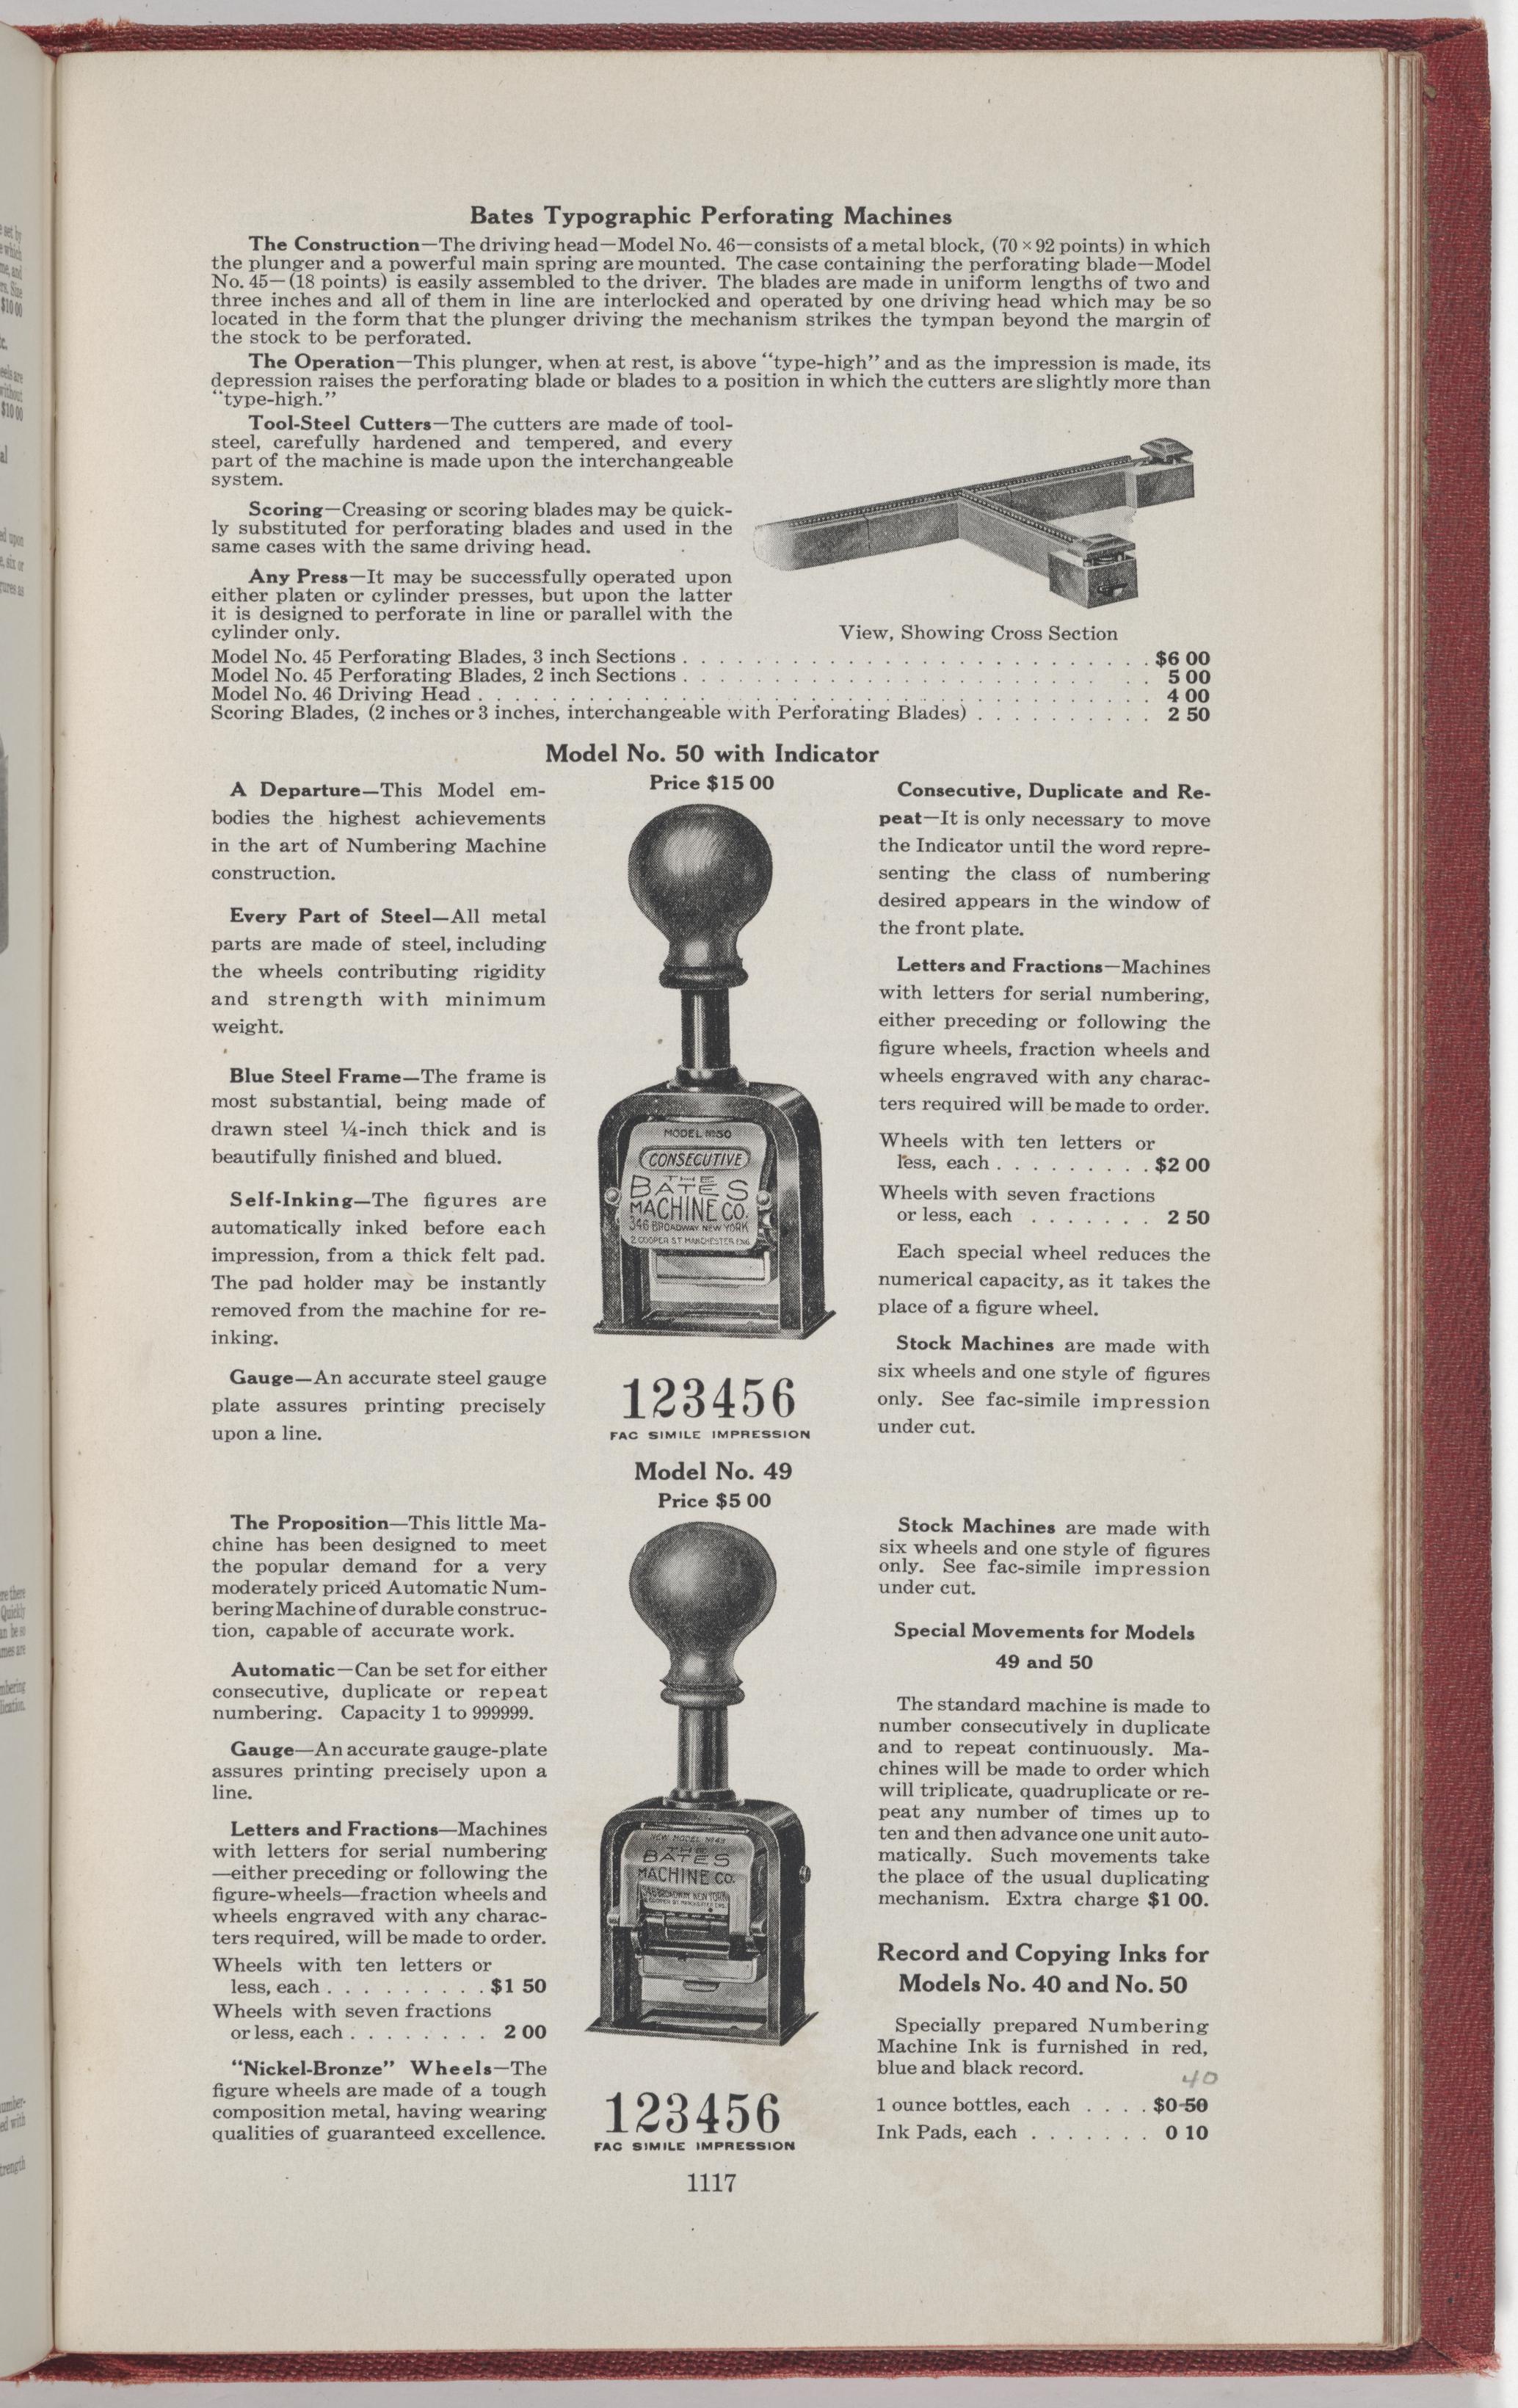 Bates Typographic Perforating Machines
The Construction—The driving head—Model No. 46—consists of a metal block, (70 × 92 points) in which
the plunger and a powerful main spring are mounted. The case containing the perforating blade—Model
No. 45—(18 points) is easily assembled to the driver. The blades are made in uniform lengths of two and
three inches and all of them in line are interlocked and operated by one driving head which may be so
located in the form that the plunger driving the mechanism strikes the tympan beyond the margin of
the stock to be perforated.
The Operation—This plunger, when at rest, is above "type-high" and as the impression is made, its
depression raises the perforating blade or blades to a position in which the cutters are slightly more than
"type-high."
Tool-Steel Cutters—The cutters are made of tool-
steel, carefully hardened and tempered, and every
part of the machine is made upon the interchangeable
system.
Scoring—Creasing or scoring blades may be quick-
ly substituted for perforating blades and used in the
same cases with the same driving head.
Any Press—It may be successfully operated upon
either platen or cylinder presses, but upon the latter
it is designed to perforate in line or parallel with the
cylinder only.
View, Showing Cross Section
Model No. 45 Perforating Blades, 3 inch Sections . . . . . . . . . . $6 00
Model No. 45 Perforating Blades, 2 inch Sections . . . . . . . . . . 5 00
Model No. 46 Driving Head . . . . . . . . . . 4 00
Scoring Blades, (2 inches or 3 inches, interchangeable with Perforating Blades) . . . . . . . . . . 2 50
Model No. 50 with Indicator
Price $15 00
A Departure—This Model em-
bodies the highest achievements
in the art of Numbering Machine
construction.
Every Part of Steel—All metal
parts are made of steel, including
the wheels contributing rigidity
and strength with minimum
weight.
Blue Steel Frame—The frame is
most substantial, being made of
drawn steel ¼-inch thick and is
beautifully finished and blued.
Self-Inking—The figures are
automatically inked before each
impression, from a thick felt pad.
The pad holder may be instantly
removed from the machine for re-
inking.
Gauge—An accurate steel gauge
plate assures printing precisely
upon a line.
MODEL No 50
CONSECUTIVE
THE
BATES
MACHINE CO.
346 BROADWAY NEW YORK
2 COOPER ST MANCHESTER ENG
123456
FAC SIMILE IMPRESSION
Consecutive, Duplicate and Re-
peat—It is only necessary to move
the Indicator until the word repre-
senting the class of numbering
desired appears in the window of
the front plate.
Letters and Fractions—Machines
with letters for serial numbering,
either preceding or following the
figure wheels, fraction wheels and
wheels engraved with any charac-
ters required will be made to order.
Wheels with ten letters or
less, each . . . . . . . . . $2 00
Wheels with seven fractions
or less, each . . . . . . . 2 50
Each special wheel reduces the
numerical capacity, as it takes the
place of a figure wheel.
Stock Machines are made with
six wheels and one style of figures
only. See fac-simile impression
under cut.
Model No. 49
Price $5 00
The Proposition—This little Ma-
chine has been designed to meet
the popular demand for a very
moderately priced Automatic Num-
bering Machine of durable construc-
tion, capable of accurate work.
Automatic—Can be set for either
consecutive, duplicate or repeat
numbering. Capacity 1 to 999999.
Gauge—An accurate gauge-plate
assures printing precisely upon a
line.
Letters and Fractions—Machines
with letters for serial numbering
—either preceding or following the
figure-wheels—fraction wheels and
wheels engraved with any charac-
ters required, will be made to order.
Wheels with ten letters or
less, each . . . . . . . . . $1 50
Wheels with seven fractions
or less, each . . . . . . . . 2 00
"Nickel-Bronze" Wheels—The
figure wheels are made of a tough
composition metal, having wearing
qualities of guaranteed excellence.
NEW MODEL No 49
THE
BATES
MACHINE CO.
346 BROADWAY NEW YORK
2 COOPER ST MANCHESTER ENG.
123456
FAC SIMILE IMPRESSION
Stock Machines are made with
six wheels and one style of figures
only. See fac-simile impression
under cut.
Special Movements for Models
49 and 50
The standard machine is made to
number consecutively in duplicate
and to repeat continuously. Ma-
chines will be made to order which
will triplicate, quadruplicate or re-
peat any number of times up to
ten and then advance one unit auto-
matically. Such movements take
the place of the usual duplicating
mechanism. Extra charge $1 00.
Record and Copying Inks for
Models No. 40 and No. 50
Specially prepared Numbering
Machine Ink is furnished in red,
blue and black record.
40
1 ounce bottles, each . . . . $0 50
Ink Pads, each . . . . . . . 0 10
1117